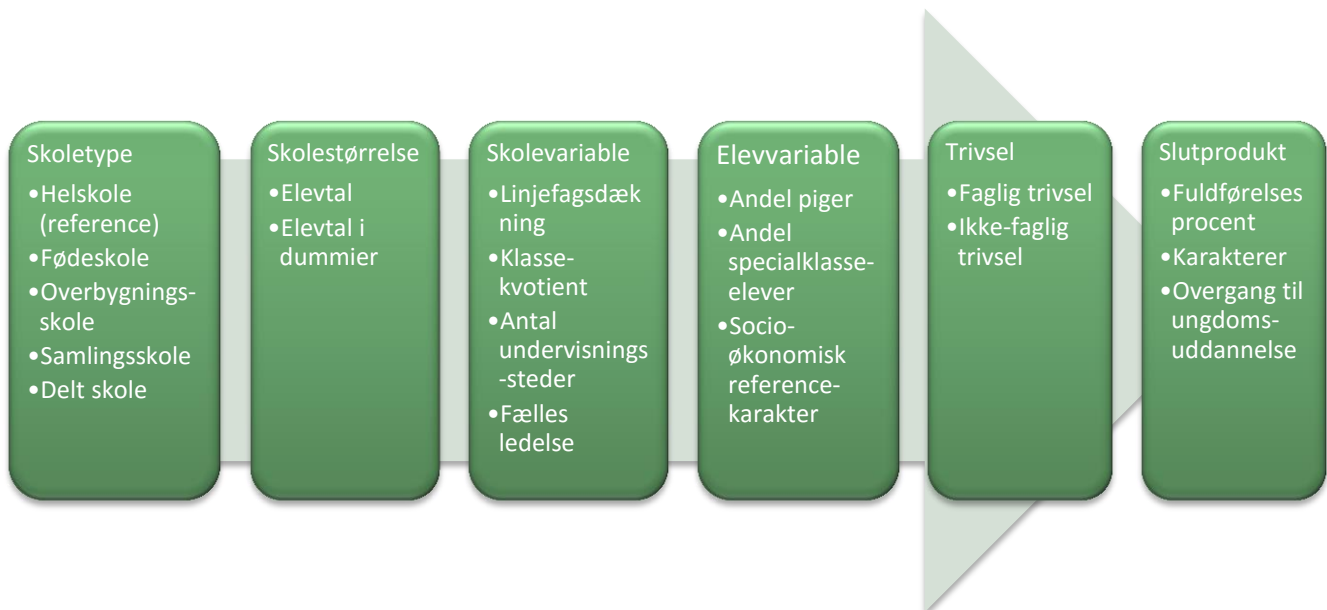 Skoletype
•Helskole
(reference)
•Fødeskole
•Overbygnings-
skole
•Samlingsskole
•Delt skole
Skolestørrelse
•Elevtal
•Elevtal i
dummier
Skolevariable
•Linjefagsdæk
ning
•Klasse-
kvotient
•Antal
undervisnings
-steder
•Fælles
ledelse
Elevvariable
•Andel piger
•Andel
specialklasse-
elever
•Socio-
økonomisk
reference-
karakter
Trivsel
•Faglig trivsel
•Ikke-faglig
trivsel
Slutprodukt
•Fuldførelses
procent
•Karakterer
•Overgang til
ungdoms-
uddannelse